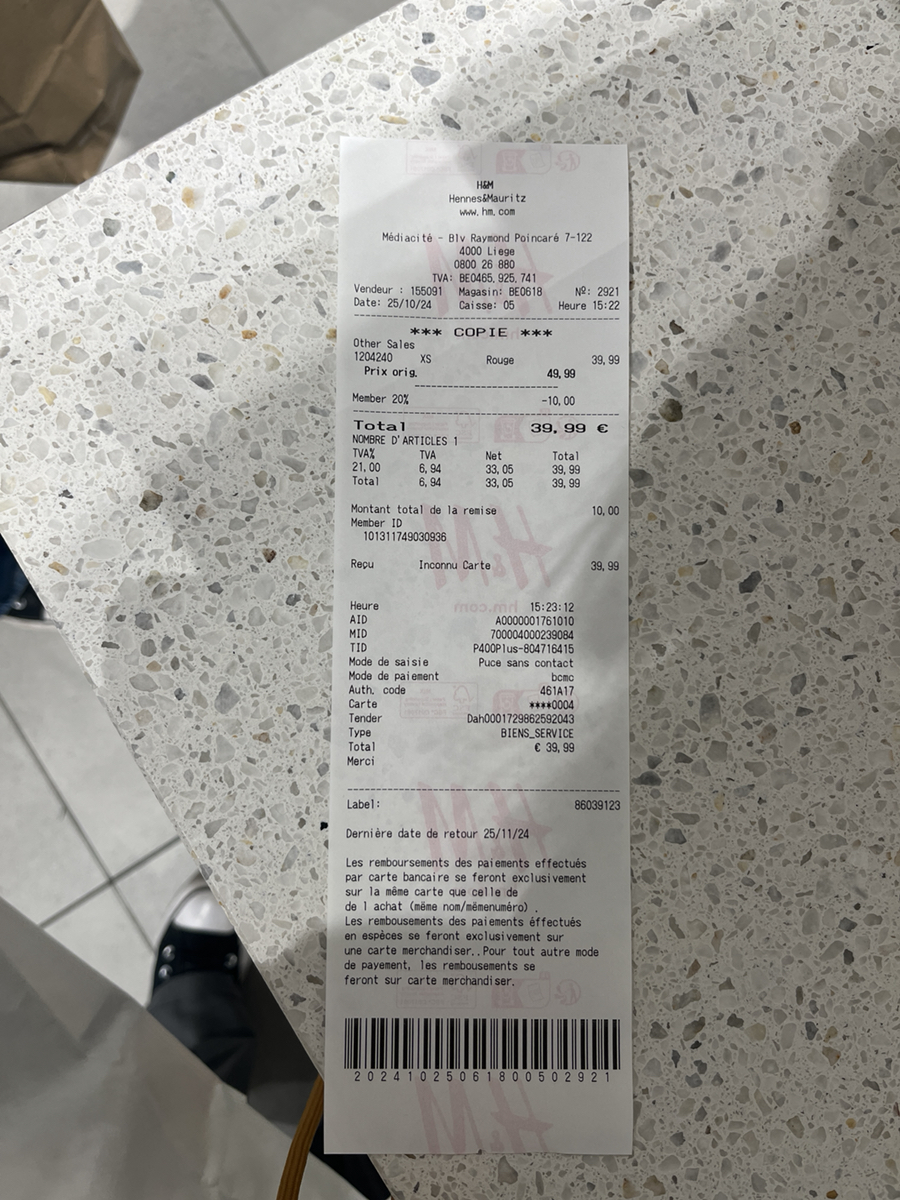 H&M
Hennes&Mauritz
www.hm.com
Médiacité - Blv Raymond Poincaré 7-122
4000 Liege
0800 26 880
TVA: BE0465.925.741
Vendeur : 155091 Magasin: BE0618 Nº: 2921
Date: 25/10/24 Caisse: 05 Heure 15:22
*** COPIE ***
Other Sales
1204240 XS Rouge 39,99
Prix orig. 49,99
Member 20% -10,00
Total 39,99 €
NOMBRE D'ARTICLES 1
TVA% TVA Net Total
21,00 6,94 33,05 39,99
Total 6,94 33,05 39,99
Montant total de la remise 10,00
Member ID
101311749030936
Reçu Inconnu Carte 39,99
Heure 15:23:12
AID A0000001761010
MID 700004000239084
TID P400Plus-804716415
Mode de saisie Puce sans contact
Mode de paiement bcmc
Auth. code 461A17
Carte ****0004
Tender Dah0001729862592043
Type BIENS_SERVICE
Total € 39,99
Merci
Label: 86039123
Dernière date de retour 25/11/24
Les remboursements des paiements effectués
par carte bancaire se feront exclusivement
sur la même carte que celle de
de l achat (même nom/mêmenuméro) .
Les rembousements des paiements éffectués
en espèces se feront exclusivement sur
une carte merchandiser..Pour tout autre mode
de payement, les rembousements se
feront sur carte merchandiser.
2024102506180050 2921